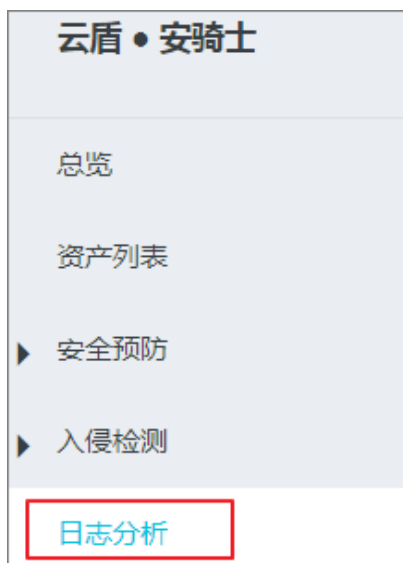 云盾 • 安骑士
总览
资产列表
安全预防
入侵检测
日志分析